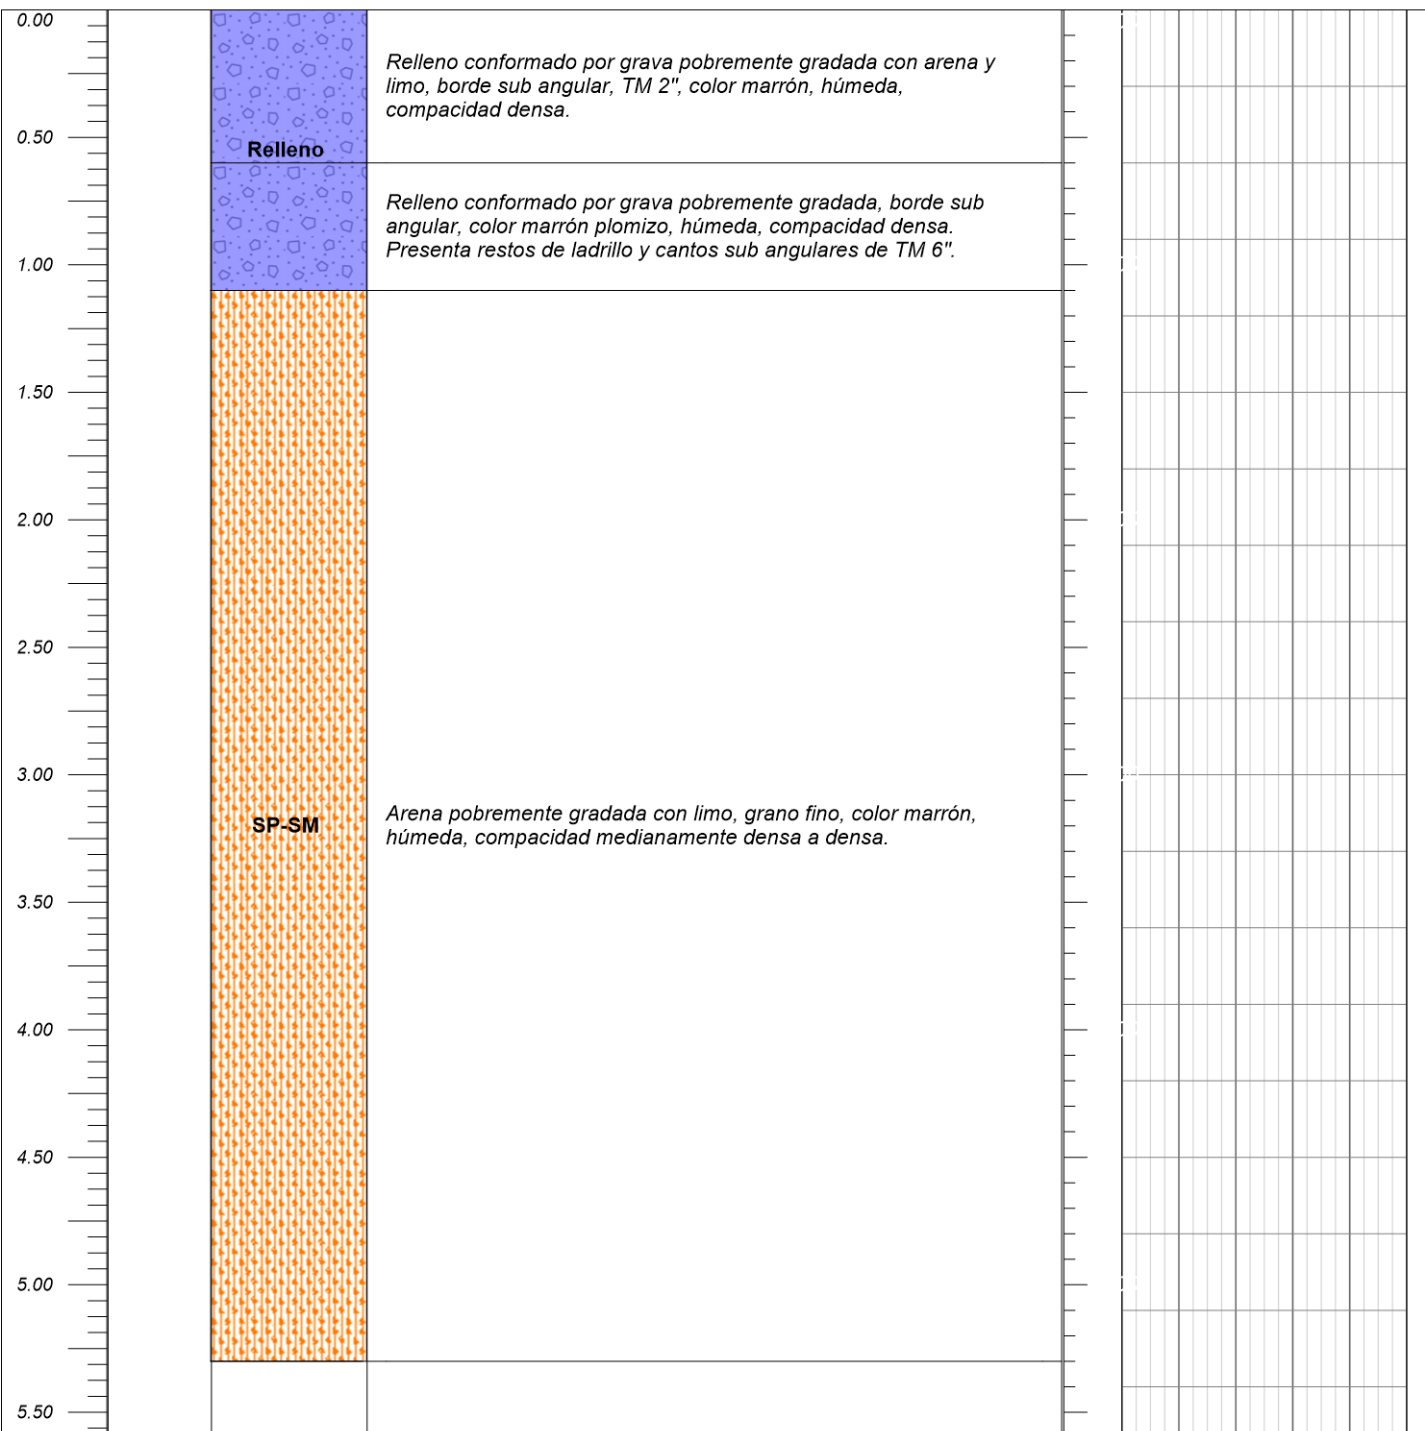 0.00
Relleno conformado por grava pobremente gradada con arena y
limo, borde sub angular, TM 2", color marrón, húmeda,
compacidad densa.
0.50
Relleno
Relleno conformado por grava pobremente gradada, borde sub
angular, color marrón plomizo, húmeda, compacidad densa.
Presenta restos de ladrillo y cantos sub angulares de TM 6".
1.00
1.50
2.00
2.50
3.00
SP-SM
Arena pobremente gradada con limo, grano fino, color marrón,
húmeda, compacidad medianamente densa a densa.
3.50
4.00
4.50
5.00
5.50